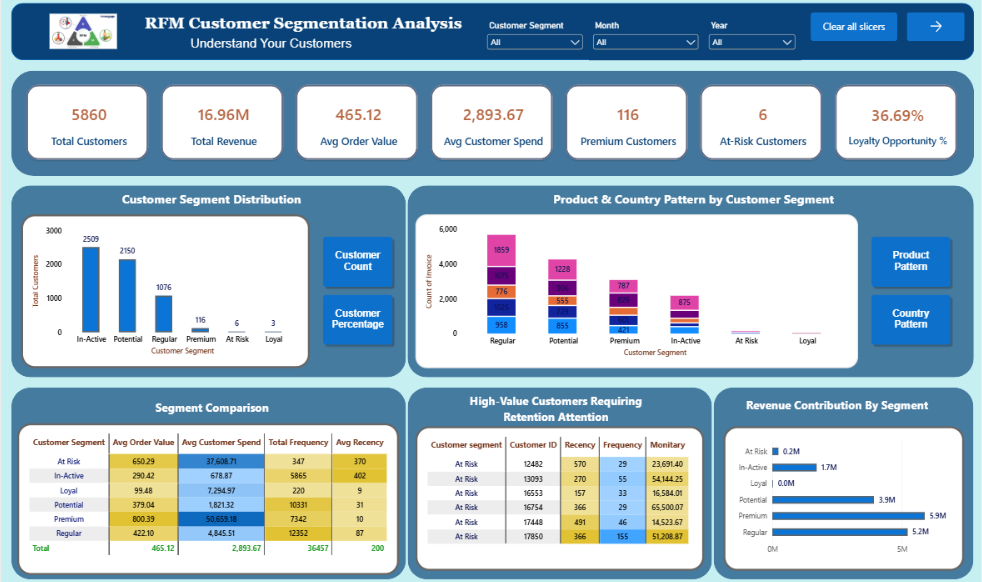 RFM Customer Segmentation Analysis
Understand Your Customers
Customer Segment
All
Month
All
Year
All
Clear all slicers
5860
Total Customers
16.96M
Total Revenue
465.12
Avg Order Value
2,893.67
Avg Customer Spend
116
Premium Customers
6
At-Risk Customers
36.69%
Loyalty Opportunity %
Customer Segment Distribution
3000
2000
1000
0
Total Customers
2509
2150
1076
116
6
3
In-Active Potential Regular Premium At Risk Loyal
Customer Segment
Customer Count
Customer Percentage
Product & Country Pattern by Customer Segment
6,000
4,000
2,000
0
Count of Invoice
1859
776
958
1228
555
855
787
421
875
Regular Potential Premium In-Active At Risk Loyal
Customer Segment
Product Pattern
Country Pattern
Segment Comparison
Customer Segment Avg Order Value Avg Customer Spend Total Frequency Avg Recency
At Risk 650.29 37,608.71 347 370
In-Active 290.42 678.87 5865 402
Loyal 99.48 7,294.97 220 9
Potential 379.04 1,821.32 10331 31
Premium 800.39 50,659.18 7342 10
Regular 422.10 4,845.51 12352 87
Total 465.12 2,893.67 36457 200
High-Value Customers Requiring
Retention Attention
Customer segment Customer ID Recency Frequency Monitary
At Risk 12482 570 29 23,691.40
At Risk 13093 270 55 54,144.25
At Risk 16553 157 33 16,584.01
At Risk 16754 366 29 65,500.07
At Risk 17448 491 46 14,523.67
At Risk 17850 366 155 51,208.87
Revenue Contribution By Segment
At Risk 0.2M
In-Active 1.7M
Loyal 0.0M
Potential 3.9M
Premium 5.9M
Regular 5.2M
0M 5M